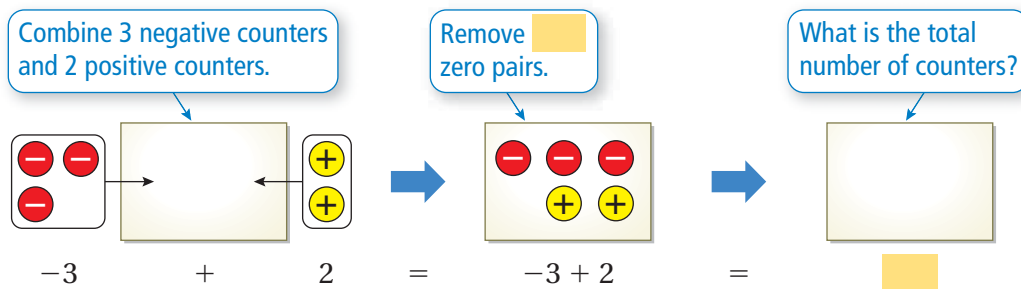 Combine 3 negative counters
and 2 positive counters.
Remove
zero pairs.
What is the total
number of counters?
− −
−
+
+
− − −
+ +
−3 + 2 = −3 + 2 =